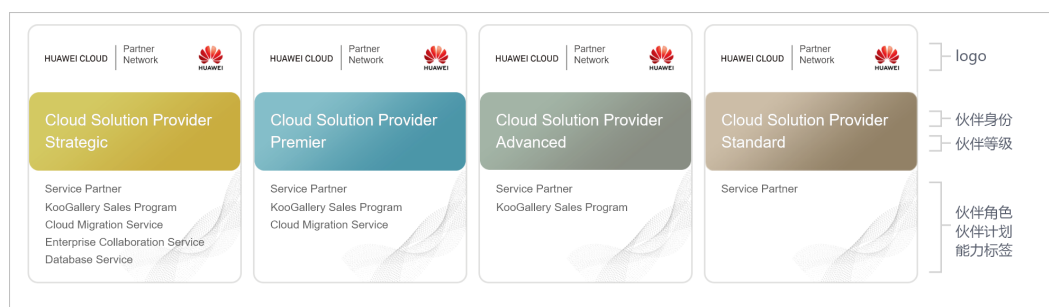 HUAWEI CLOUD
Partner
Network
HUAWEI
Cloud Solution Provider
Strategic
Service Partner
KooGallery Sales Program
Cloud Migration Service
Enterprise Collaboration Service
Database Service
HUAWEI CLOUD
Partner
Network
HUAWEI
Cloud Solution Provider
Premier
Service Partner
KooGallery Sales Program
Cloud Migration Service
HUAWEI CLOUD
Partner
Network
HUAWEI
Cloud Solution Provider
Advanced
Service Partner
KooGallery Sales Program
HUAWEI CLOUD
Partner
Network
HUAWEI
Cloud Solution Provider
Standard
Service Partner
logo
伙伴身份
伙伴等级
伙伴角色
伙伴计划
能力标签